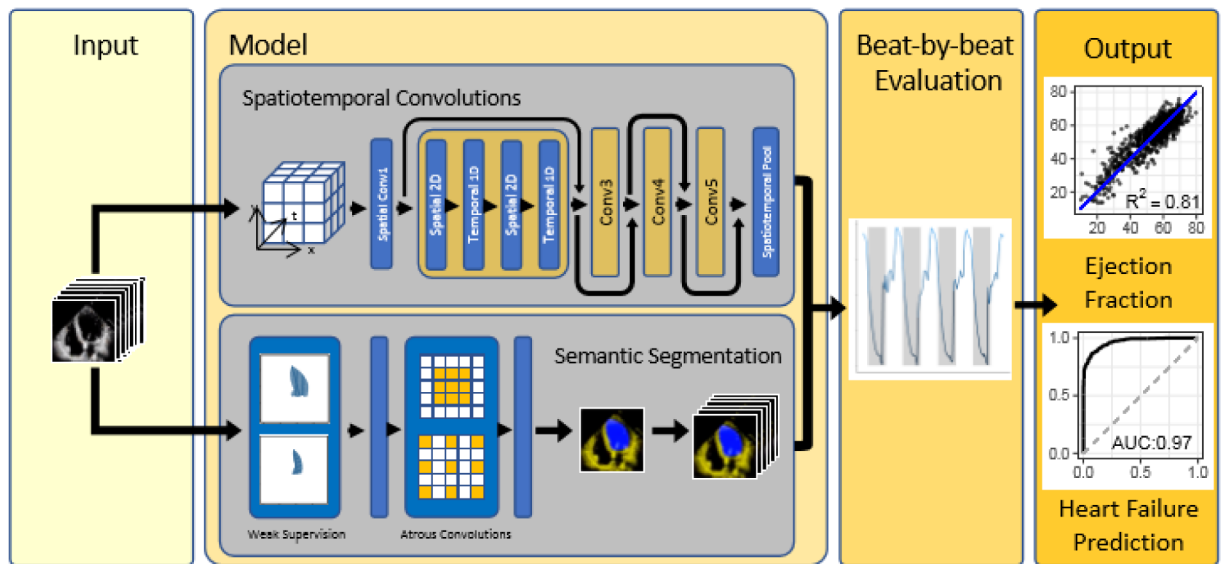 Input
Model
Spatiotemporal Convolutions
y
t
x
Spatial Conv1
Spatial 2D
Temporal 1D
Spatial 2D
Temporal 1D
Conv3
Conv4
Conv5
Spatiotemporal Pool
Semantic Segmentation
Weak Supervision
Atrous Convolutions
Beat-by-beat
Evaluation
Output
80
60
40
20
R² = 0.81
20 40 60 80
Ejection
Fraction
1.0
0.5
0.0
AUC:0.97
0.0 0.5 1.0
Heart Failure
Prediction